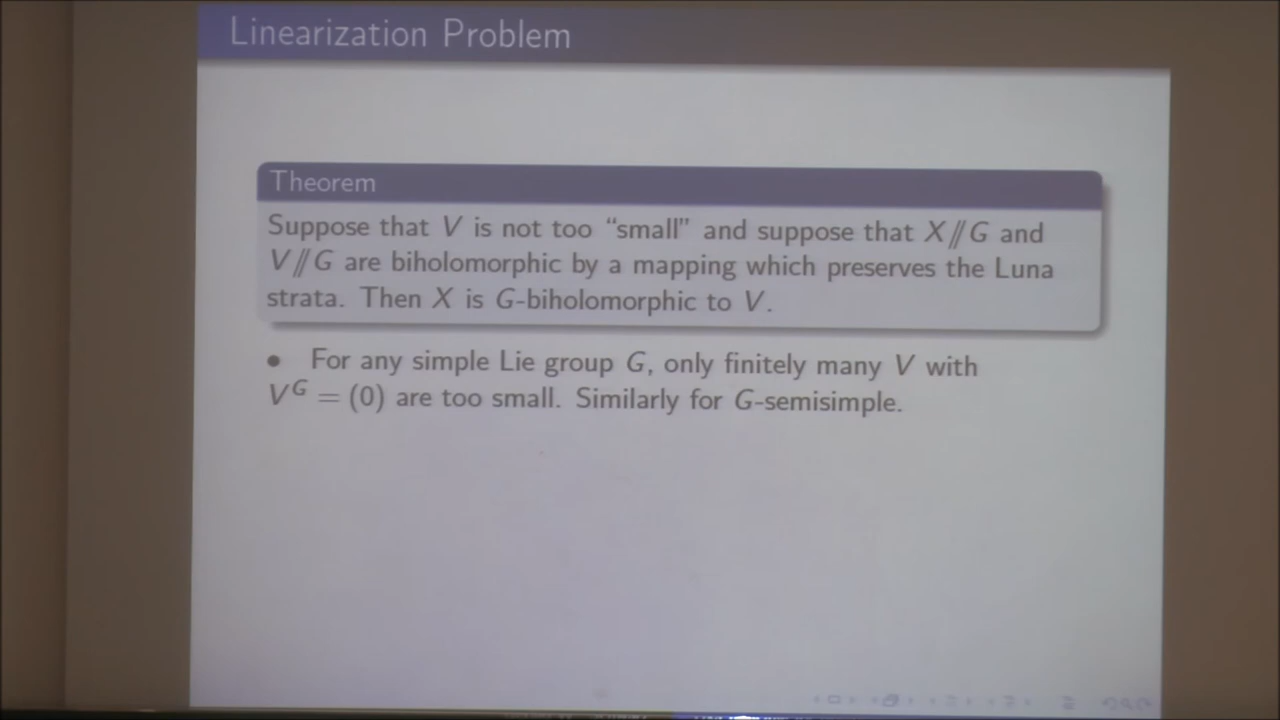 Linearization Problem
Theorem
Suppose that V is not too “small” and suppose that X//G and
V//G are biholomorphic by a mapping which preserves the Luna
strata. Then X is G-biholomorphic to V.
• For any simple Lie group G, only finitely many V with
V^G = (0) are too small. Similarly for G-semisimple.